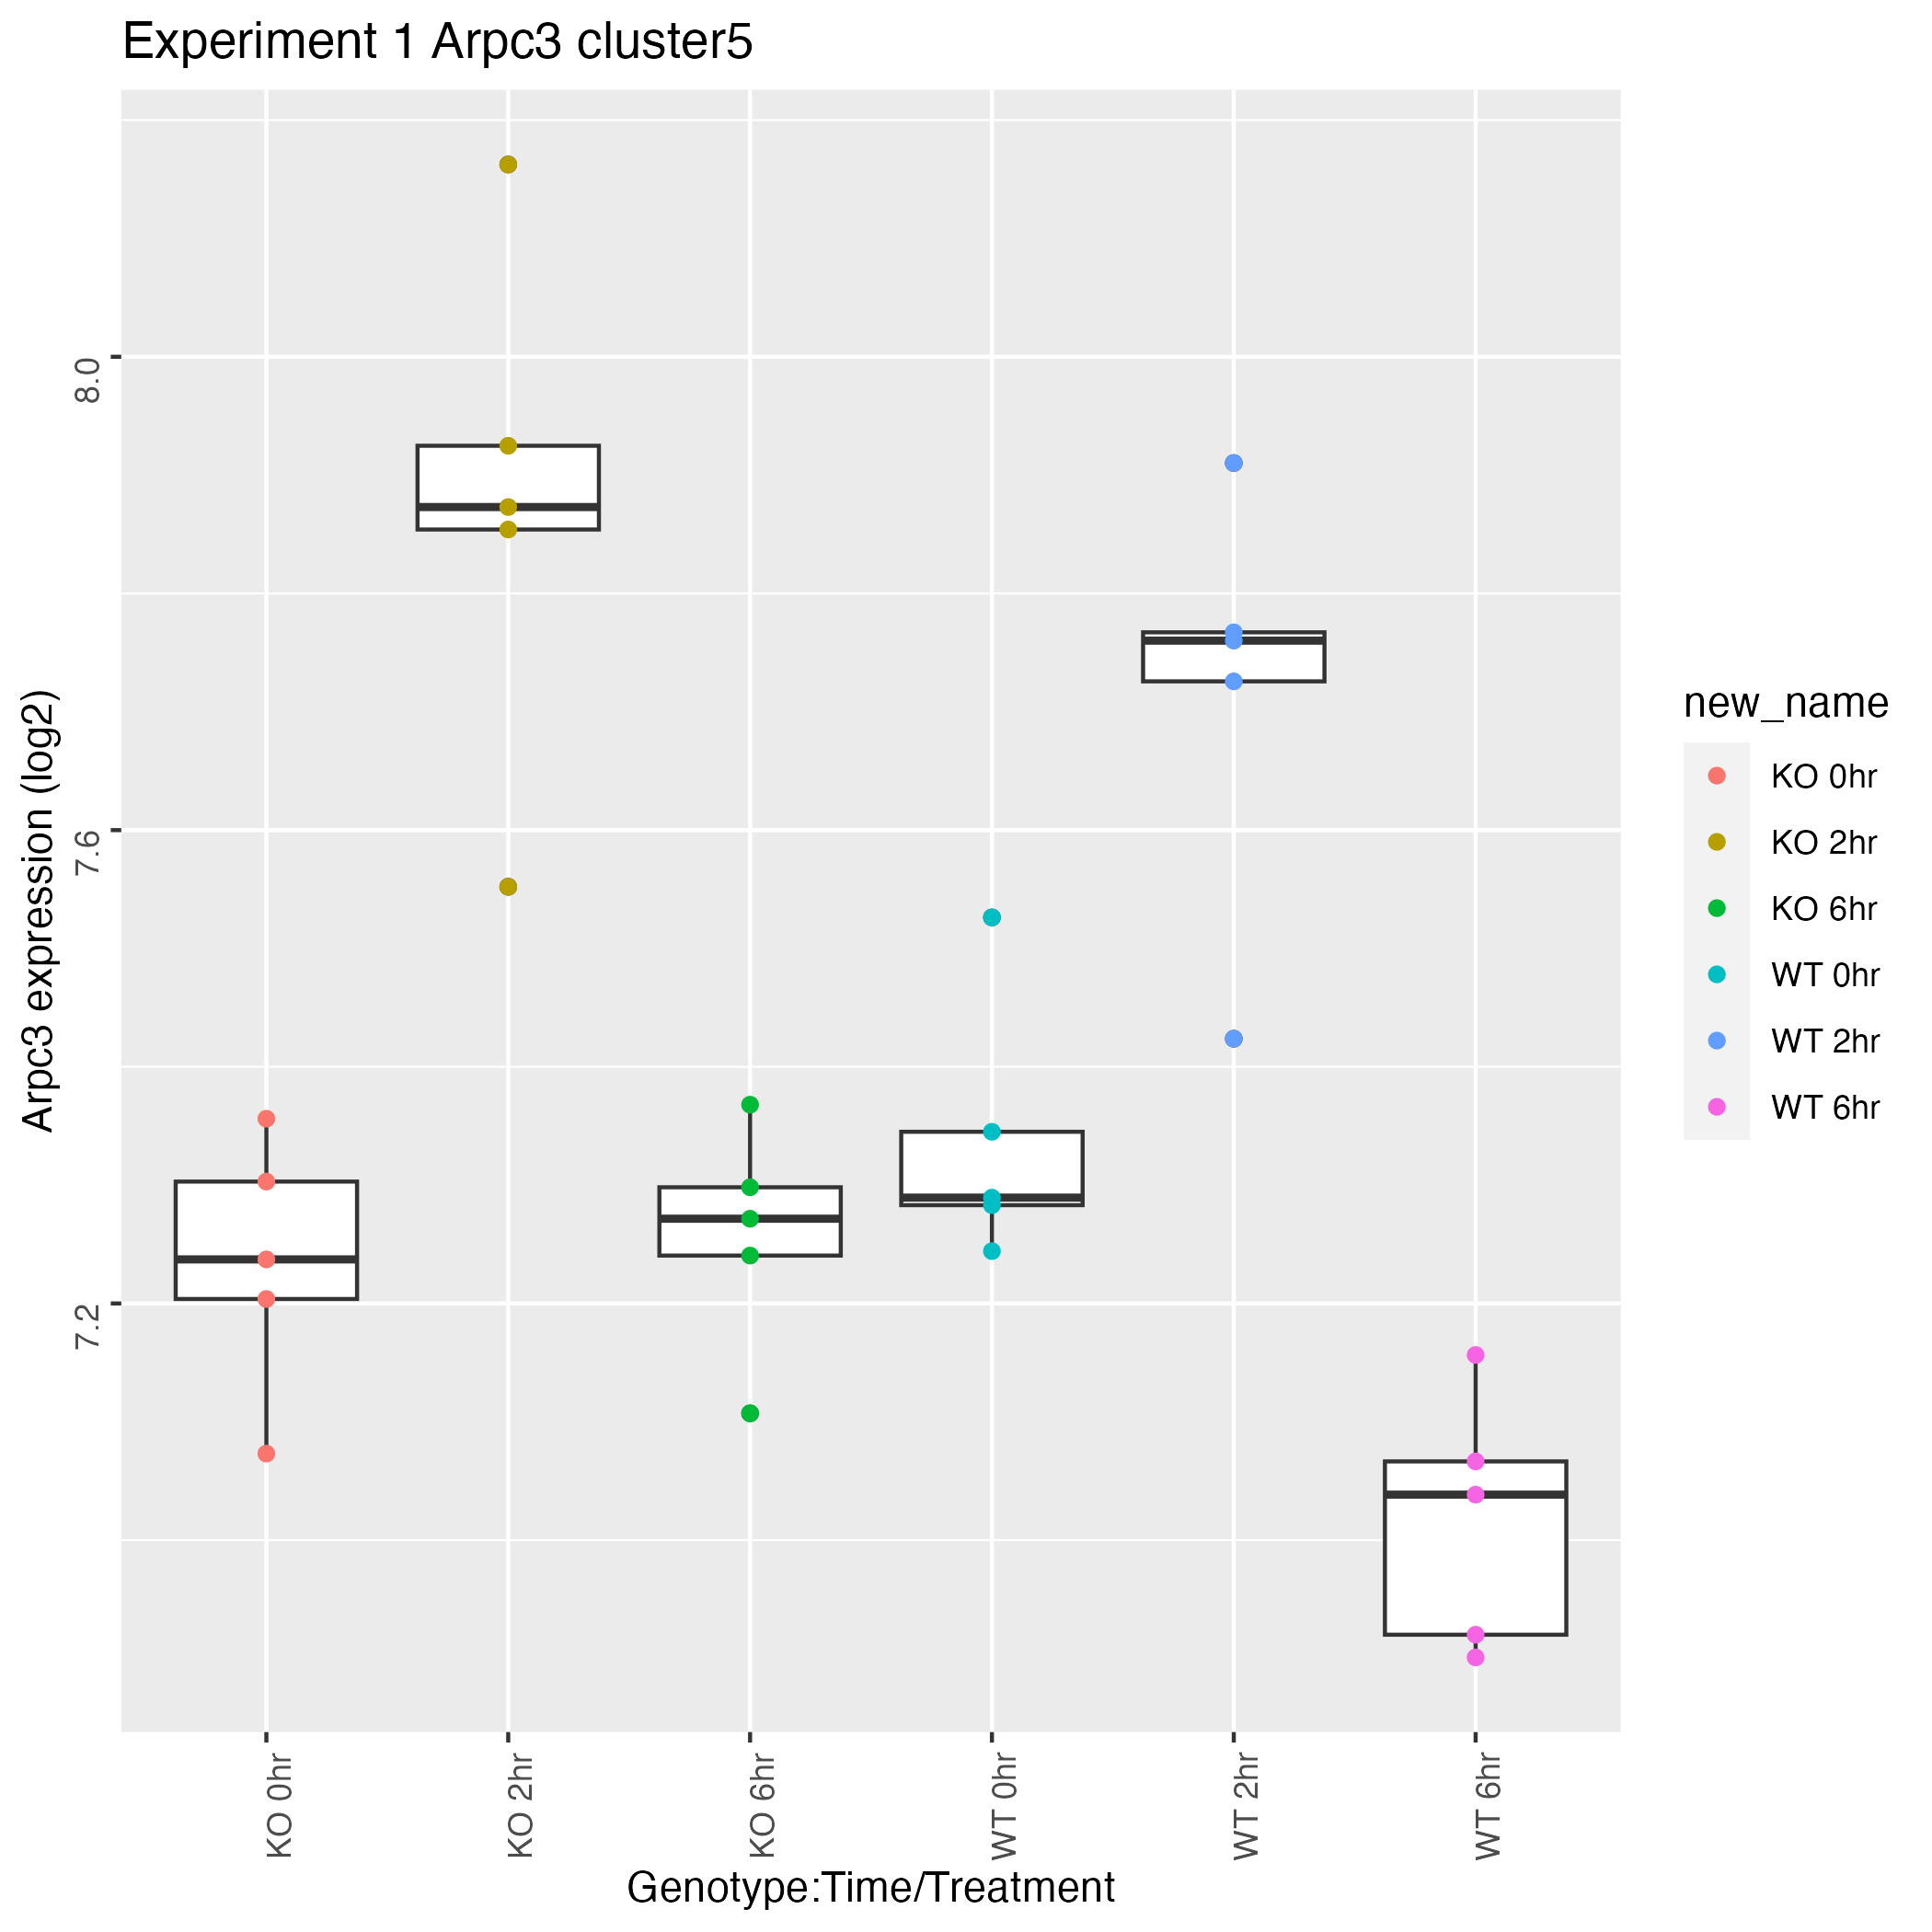 Experiment 1 Arpc3 cluster5
Arpc3 expression (log2)
8.0
7.6
7.2
KO 0hr
KO 2hr
KO 6hr
WT 0hr
WT 2hr
WT 6hr
Genotype:Time/Treatment
new_name
KO 0hr
KO 2hr
KO 6hr
WT 0hr
WT 2hr
WT 6hr